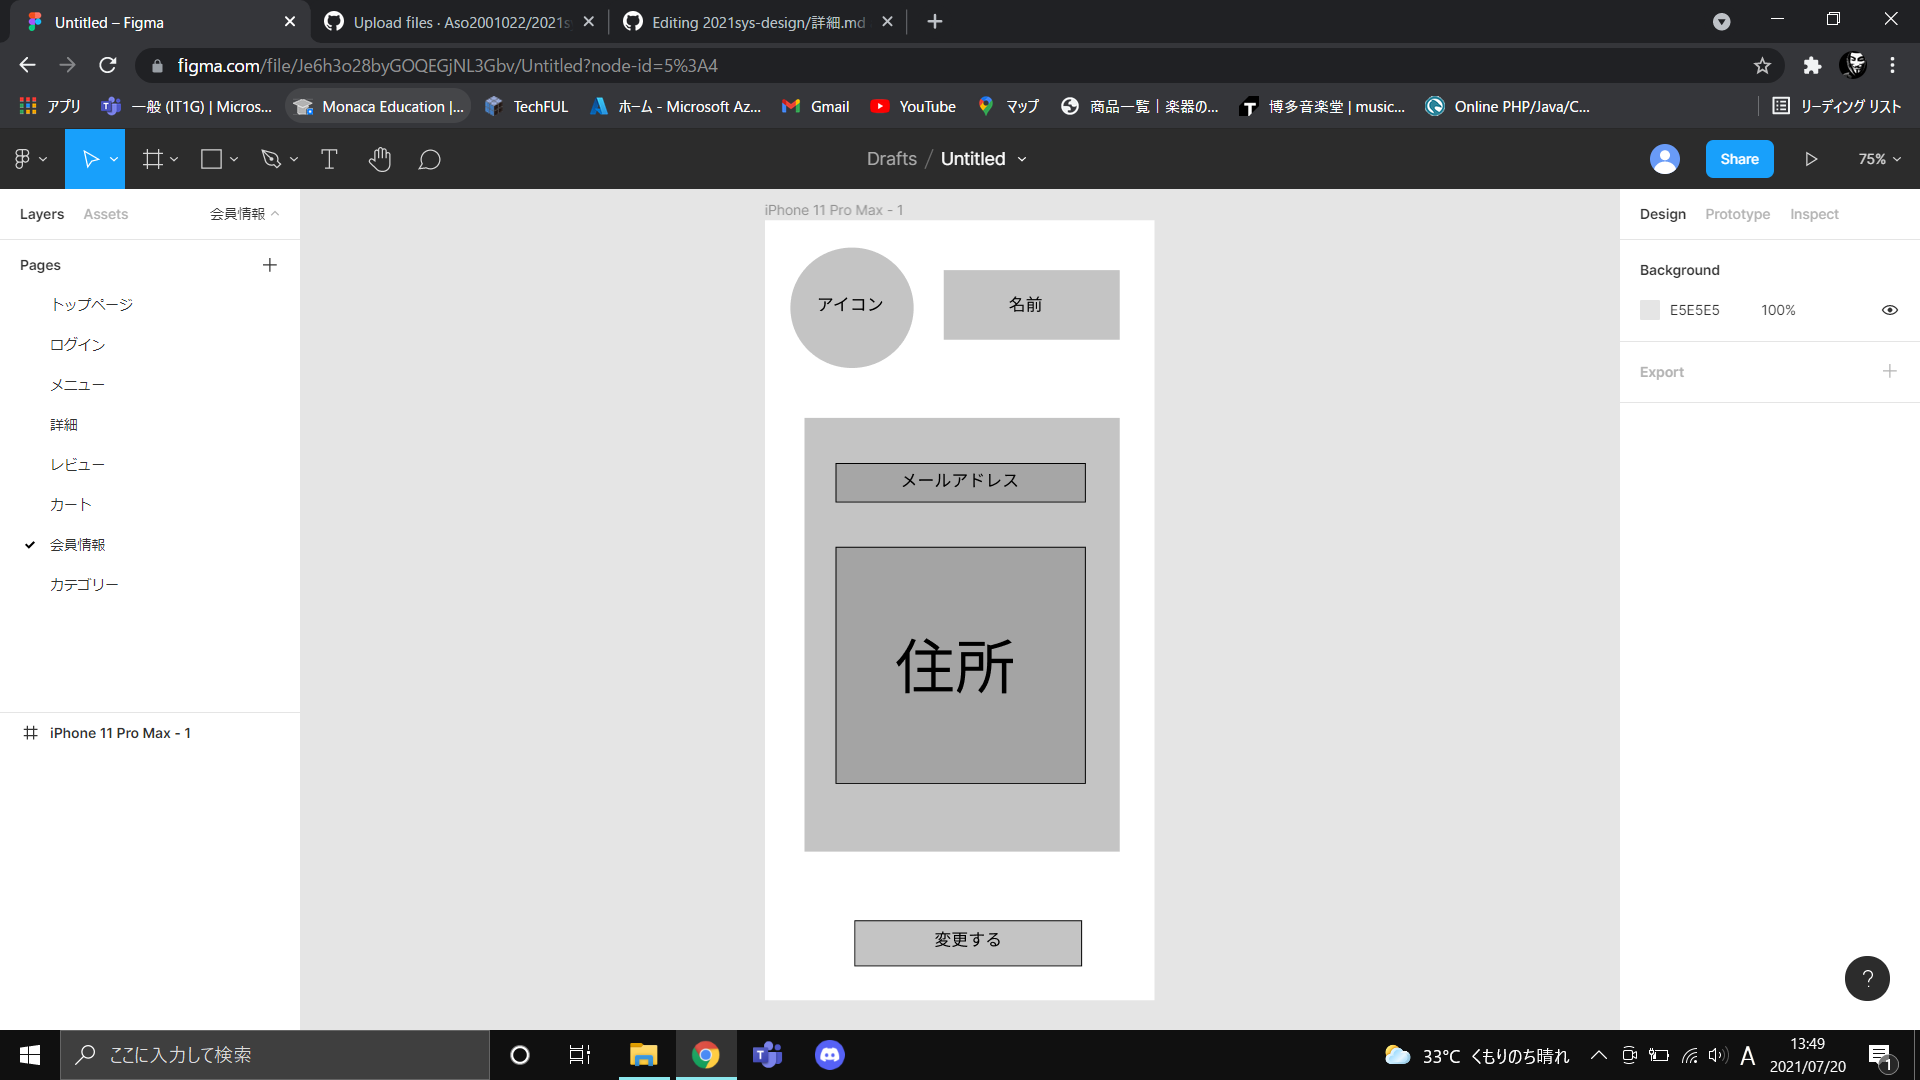 Untitled – Figma
Upload files · Aso2001022/2021s
Editing 2021sys-design/詳細.md
figma.com/file/Je6h3o28byGOQEGjNL3Gbv/Untitled?node-id=5%3A4
アプリ
一般 (IT1G) | Micros...
Monaca Education |...
TechFUL
ホーム - Microsoft Az...
Gmail
YouTube
マップ
商品一覧 | 楽器の...
博多音楽堂 | music...
Online PHP/Java/C...
リーディング リスト
Drafts / Untitled
Share
75%
Layers
Assets
会員情報
Pages
トップページ
ログイン
メニュー
詳細
レビュー
カート
会員情報
カテゴリー
iPhone 11 Pro Max - 1
iPhone 11 Pro Max - 1
アイコン
名前
メールアドレス
住所
変更する
Design
Prototype
Inspect
Background
E5E5E5
100%
Export
?
ここに入力して検索
33°C くもりのち晴れ
A
13:49
2021/07/20
1